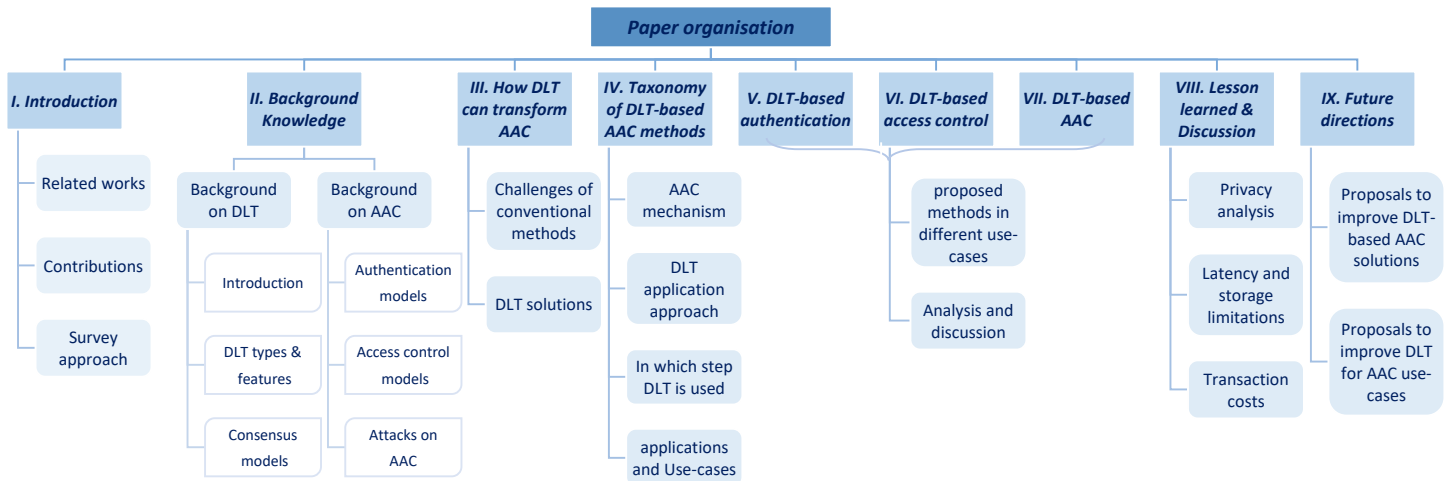 Paper organisation
I. Introduction
Related works
Contributions
Survey
approach
II. Background
Knowledge
Background
on DLT
Introduction
DLT types &
features
Consensus
models
Background
on AAC
Authentication
models
Access control
models
Attacks on
AAC
III. How DLT
can transform
AAC
Challenges of
conventional
methods
DLT solutions
IV. Taxonomy
of DLT-based
AAC methods
AAC
mechanism
DLT
application
approach
In which step
DLT is used
applications
and Use-cases
V. DLT-based
authentication
VI. DLT-based
access control
VII. DLT-based
AAC
proposed
methods in
different use-
cases
Analysis and
discussion
VIII. Lesson
learned &
Discussion
Privacy
analysis
Latency and
storage
limitations
Transaction
costs
IX. Future
directions
Proposals to
improve DLT-
based AAC
solutions
Proposals to
improve DLT
for AAC use-
cases